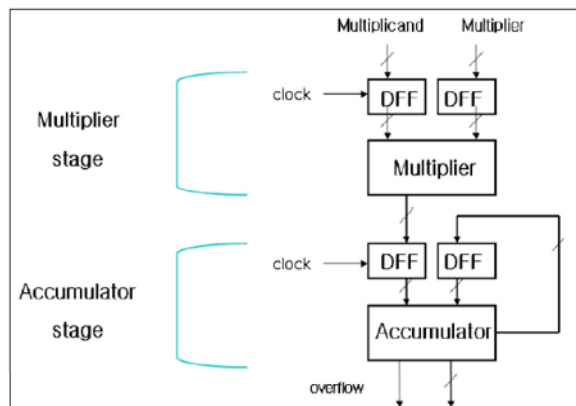 Multiplicand Multiplier
clock DFF DFF
Multiplier
stage
Multiplier
clock DFF DFF
Accumulator
stage
Accumulator
overflow